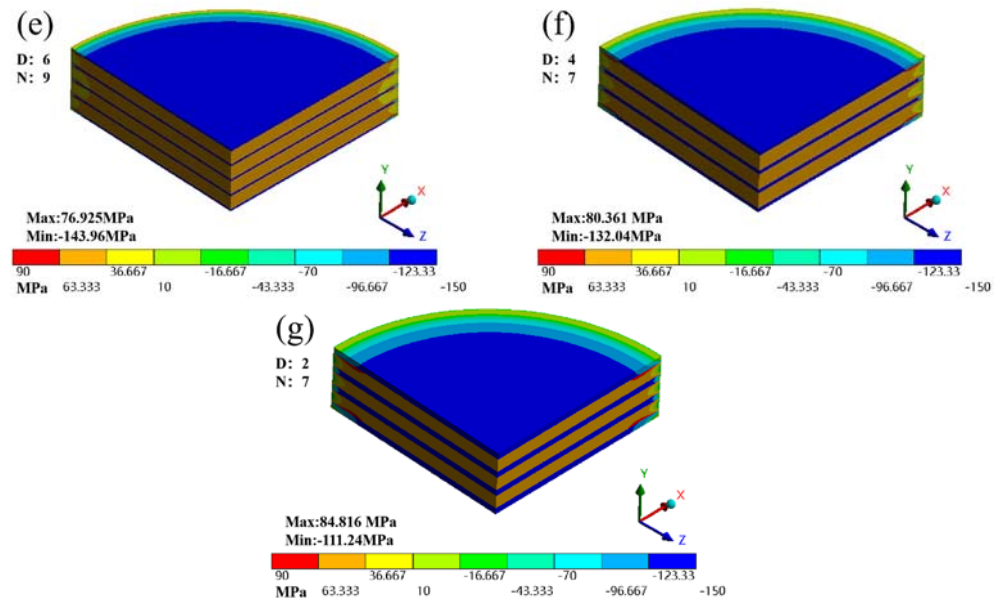 (e)
D: 6
N: 9
Y
X
Z
Max:76.925MPa
Min:-143.96MPa
90 36.667 -16.667 -70 -123.33
MPa 63.333 10 -43.333 -96.667 -150
(f)
D: 4
N: 7
Y
X
Z
Max:80.361 MPa
Min:-132.04MPa
90 36.667 -16.667 -70 -123.33
MPa 63.333 10 -43.333 -96.667 -150
(g)
D: 2
N: 7
Y
X
Z
Max:84.816 MPa
Min:-111.24MPa
90 36.667 -16.667 -70 -123.33
MPa 63.333 10 -43.333 -96.667 -150